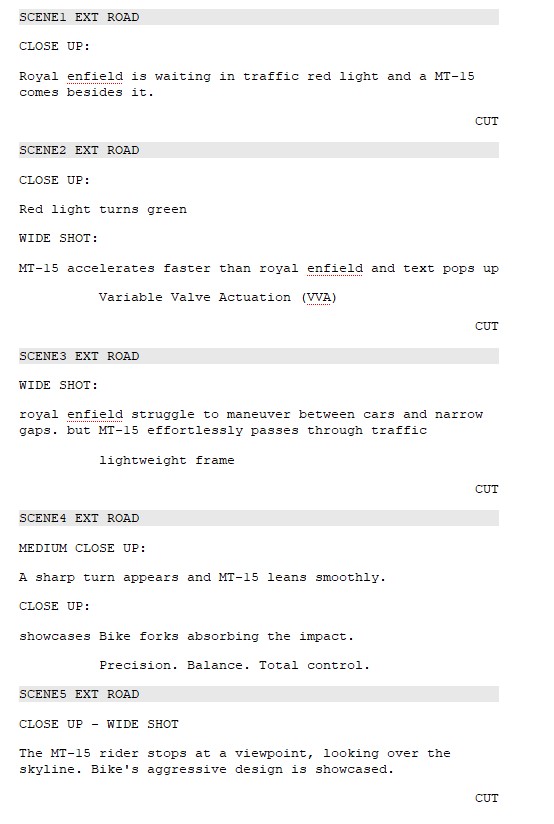 SCENE1 EXT ROAD
CLOSE UP:
Royal enfield is waiting in traffic red light and a MT-15
comes besides it.
CUT
SCENE2 EXT ROAD
CLOSE UP:
Red light turns green
WIDE SHOT:
MT-15 accelerates faster than royal enfield and text pops up
Variable Valve Actuation (VVA)
CUT
SCENE3 EXT ROAD
WIDE SHOT:
royal enfield struggle to maneuver between cars and narrow
gaps. but MT-15 effortlessly passes through traffic
lightweight frame
CUT
SCENE4 EXT ROAD
MEDIUM CLOSE UP:
A sharp turn appears and MT-15 leans smoothly.
CLOSE UP:
showcases Bike forks absorbing the impact.
Precision. Balance. Total control.
SCENE5 EXT ROAD
CLOSE UP - WIDE SHOT
The MT-15 rider stops at a viewpoint, looking over the
skyline. Bike's aggressive design is showcased.
CUT